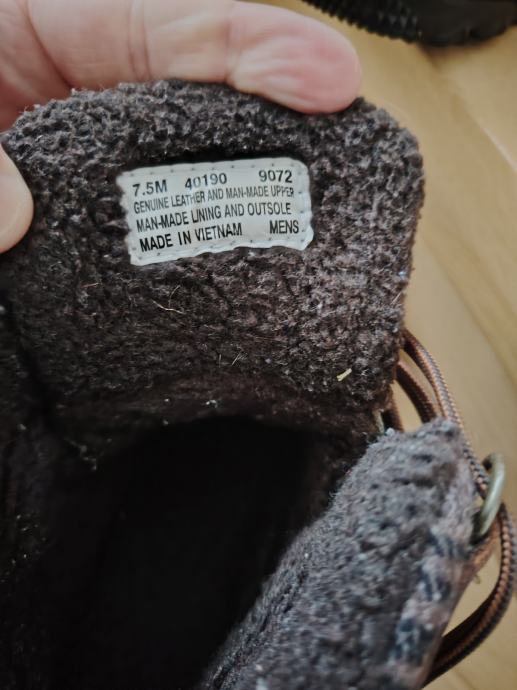 7.5M 40190 9072
GENUINE LEATHER AND MAN-MADE UPPER
MAN-MADE LINING AND OUTSOLE
MADE IN VIETNAM MENS